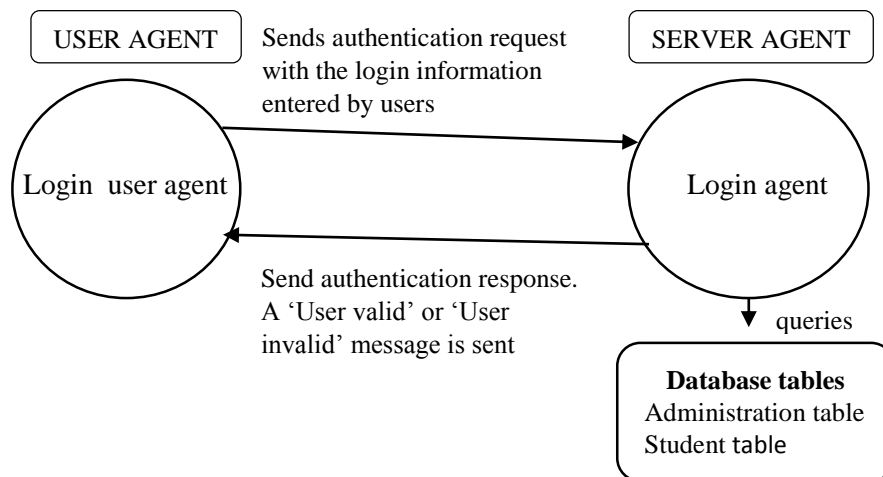 USER AGENT
Sends authentication request
with the login information
entered by users
SERVER AGENT
Login user agent
Login agent
Send authentication response.
A ‘User valid’ or ‘User
invalid’ message is sent
queries
Database tables
Administration table
Student table